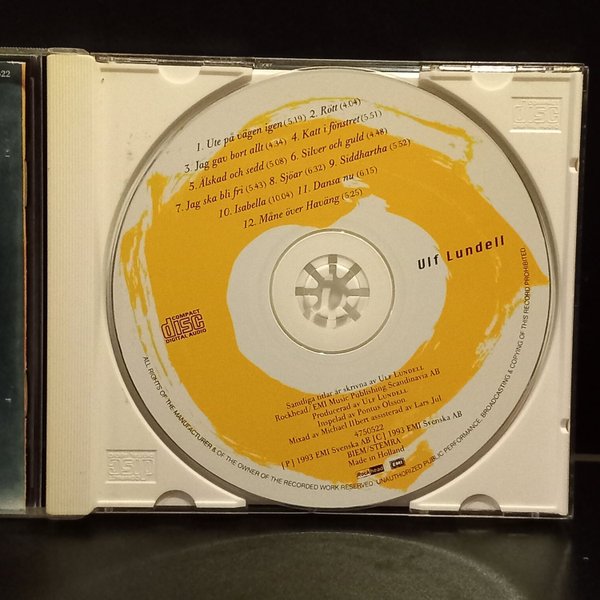 22
1. Ute på vägen igen (5.19) 2. Rött (4.04)
3. Jag gav bort allt (4.34) 4. Katt i fönstret (5.51)
5. Älskad och sedd (5.08) 6. Silver och guld (4.48)
7. Jag ska bli fri (5.43) 8. Sjöar (6.32) 9. Siddhartha (5.52)
10. Isabella (10.04) 11. Dansa nu (6.15)
12. Måne över Haväng (5.25)
Ulf Lundell
COMPACT
disc
DIGITAL AUDIO
Samtliga titlar är skrivna av Ulf Lundell
Rockhead/ EMI Music Publishing Scandinavia AB
Producerad av Ulf Lundell
Inspelad av Pontus Olsson
Mixad av Michael Ilbert assisterad av Lars Jul
4750522
[P] 1993 EMI Svenska AB [C] 1993 EMI Svenska AB
BIEM/STEMRA
Made in Holland
Rockhead EMI
ALL RIGHTS OF THE MANUFACTURER & OF THE OWNER OF THE RECORDED WORK RESERVED. UNAUTHORIZED PUBLIC PERFORMANCE, BROADCASTING & COPYING OF THIS RECORD PROHIBITED
disc
disc